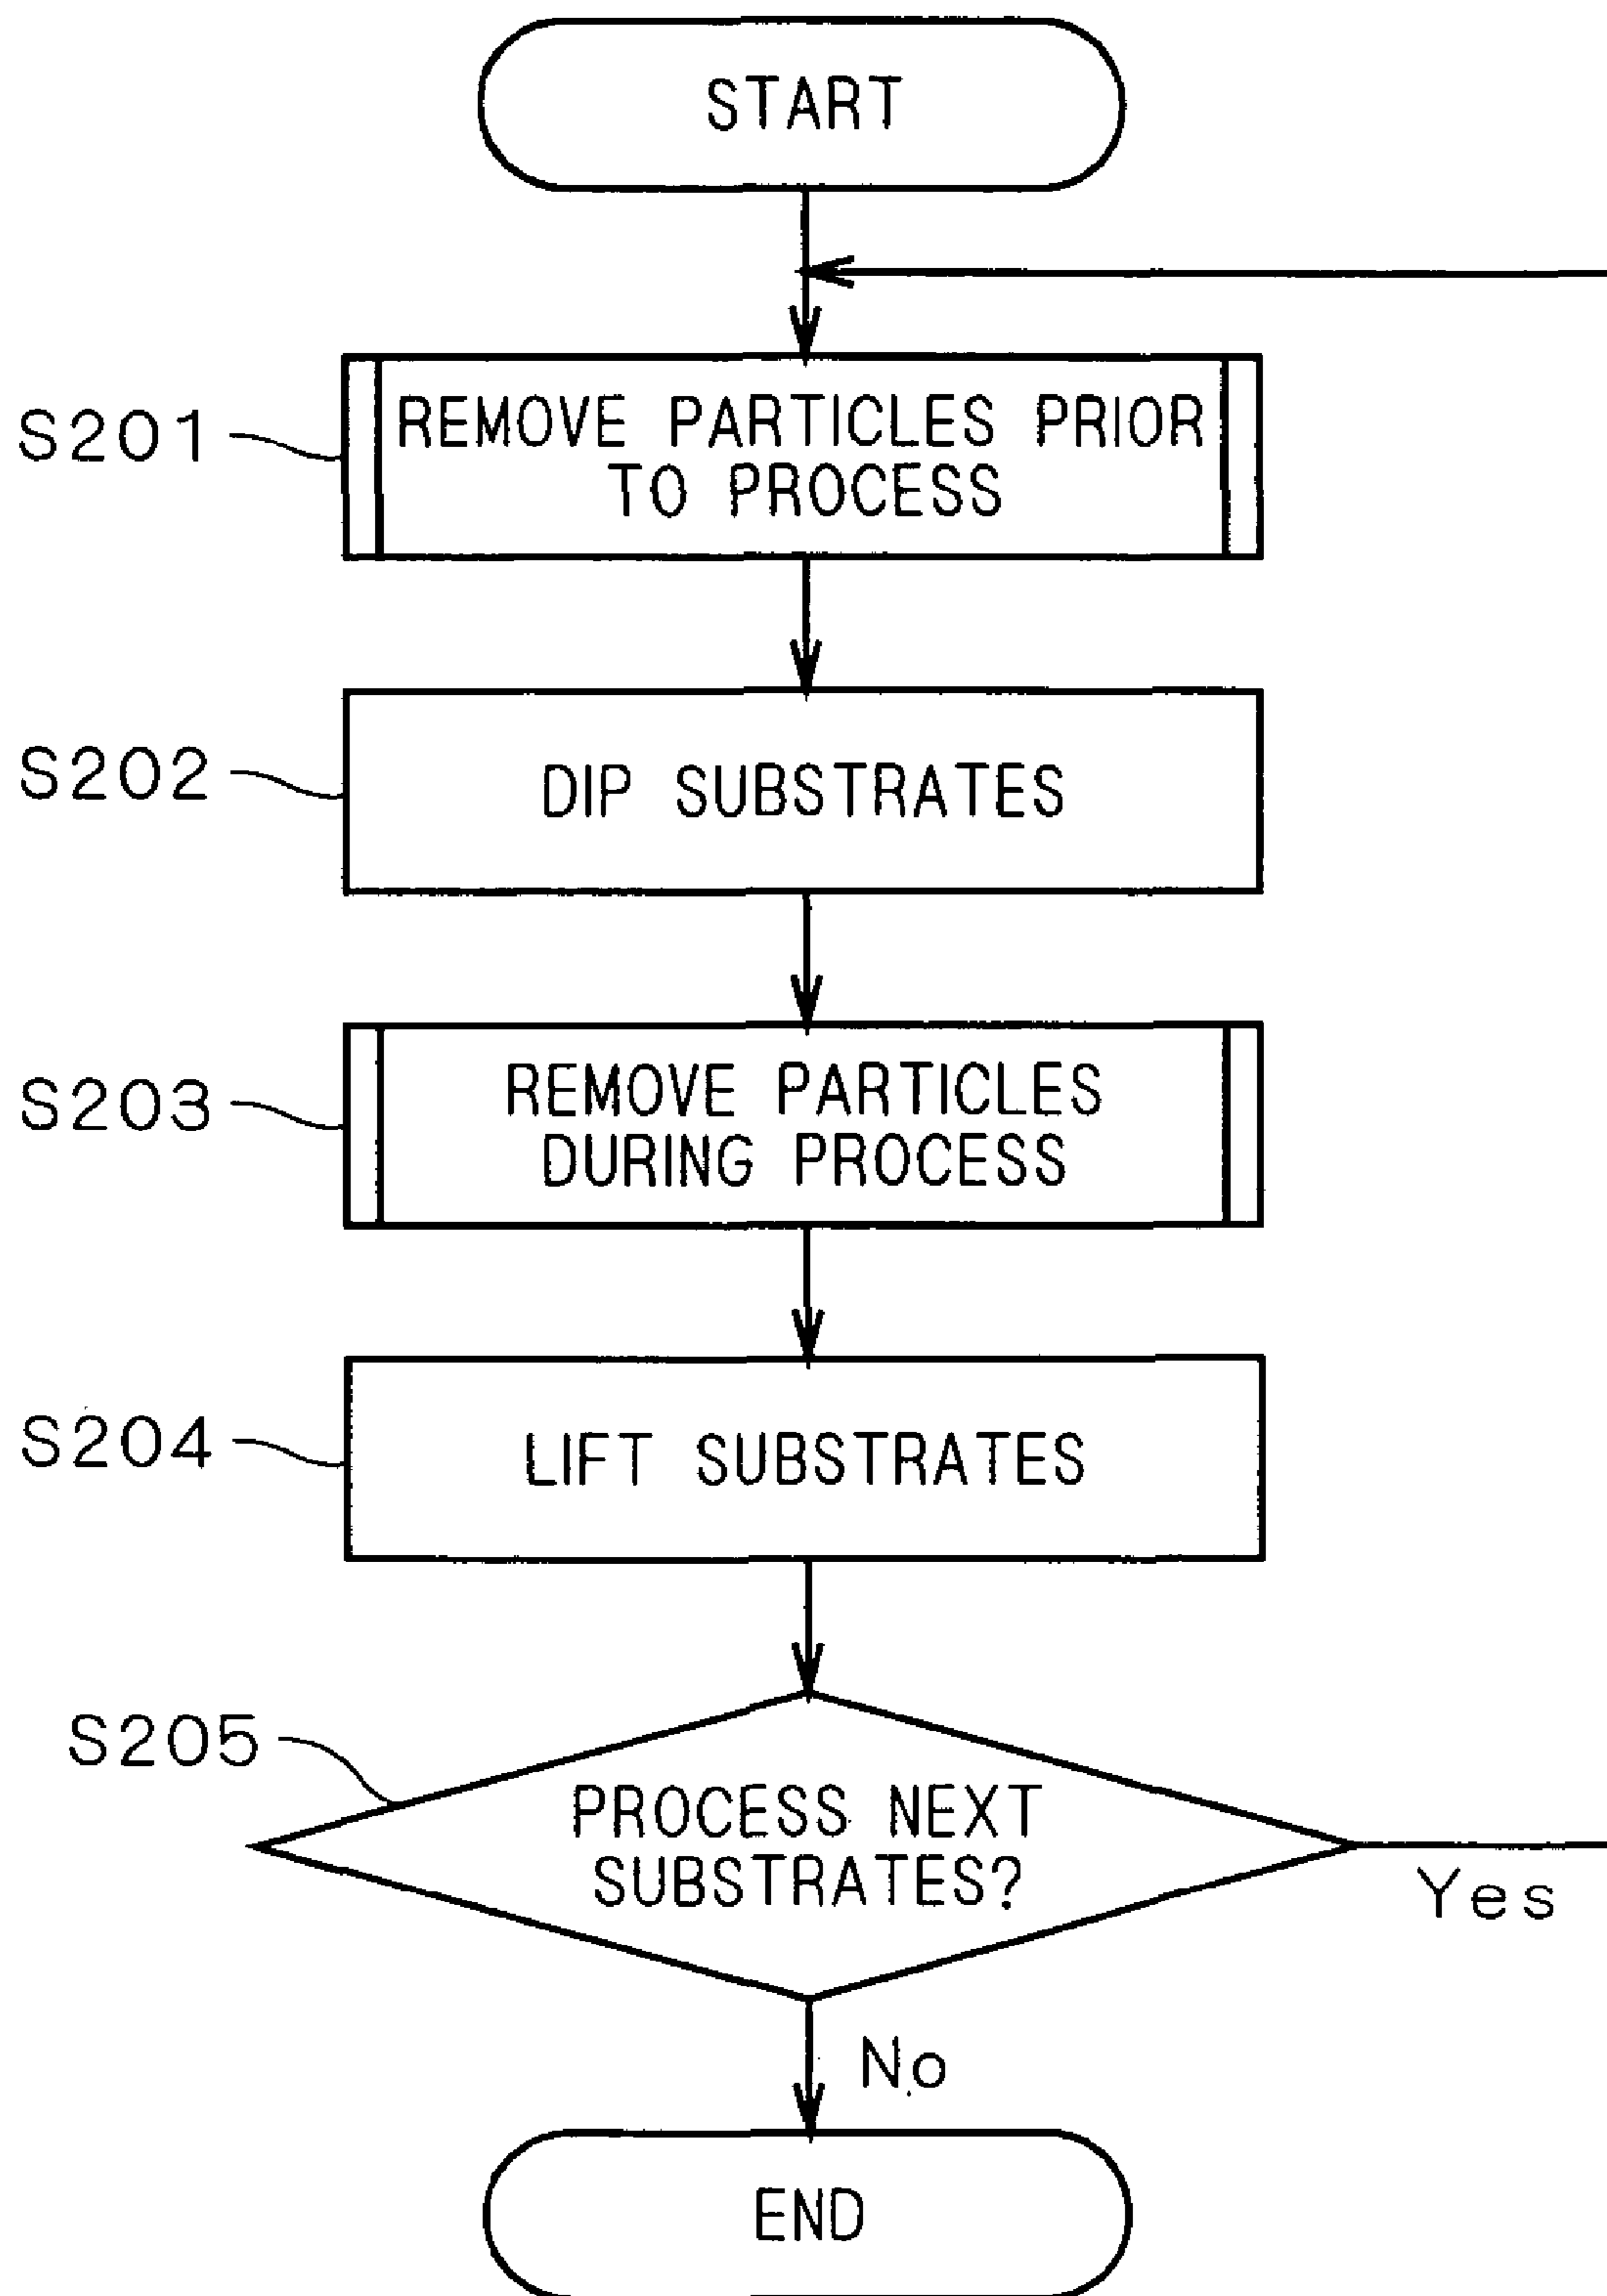 START
S201
REMOVE PARTICLES PRIOR
TO PROCESS
S202
DIP SUBSTRATES
S203
REMOVE PARTICLES
DURING PROCESS
S204
LIFT SUBSTRATES
S205
PROCESS NEXT
SUBSTRATES?
Yes
No
END